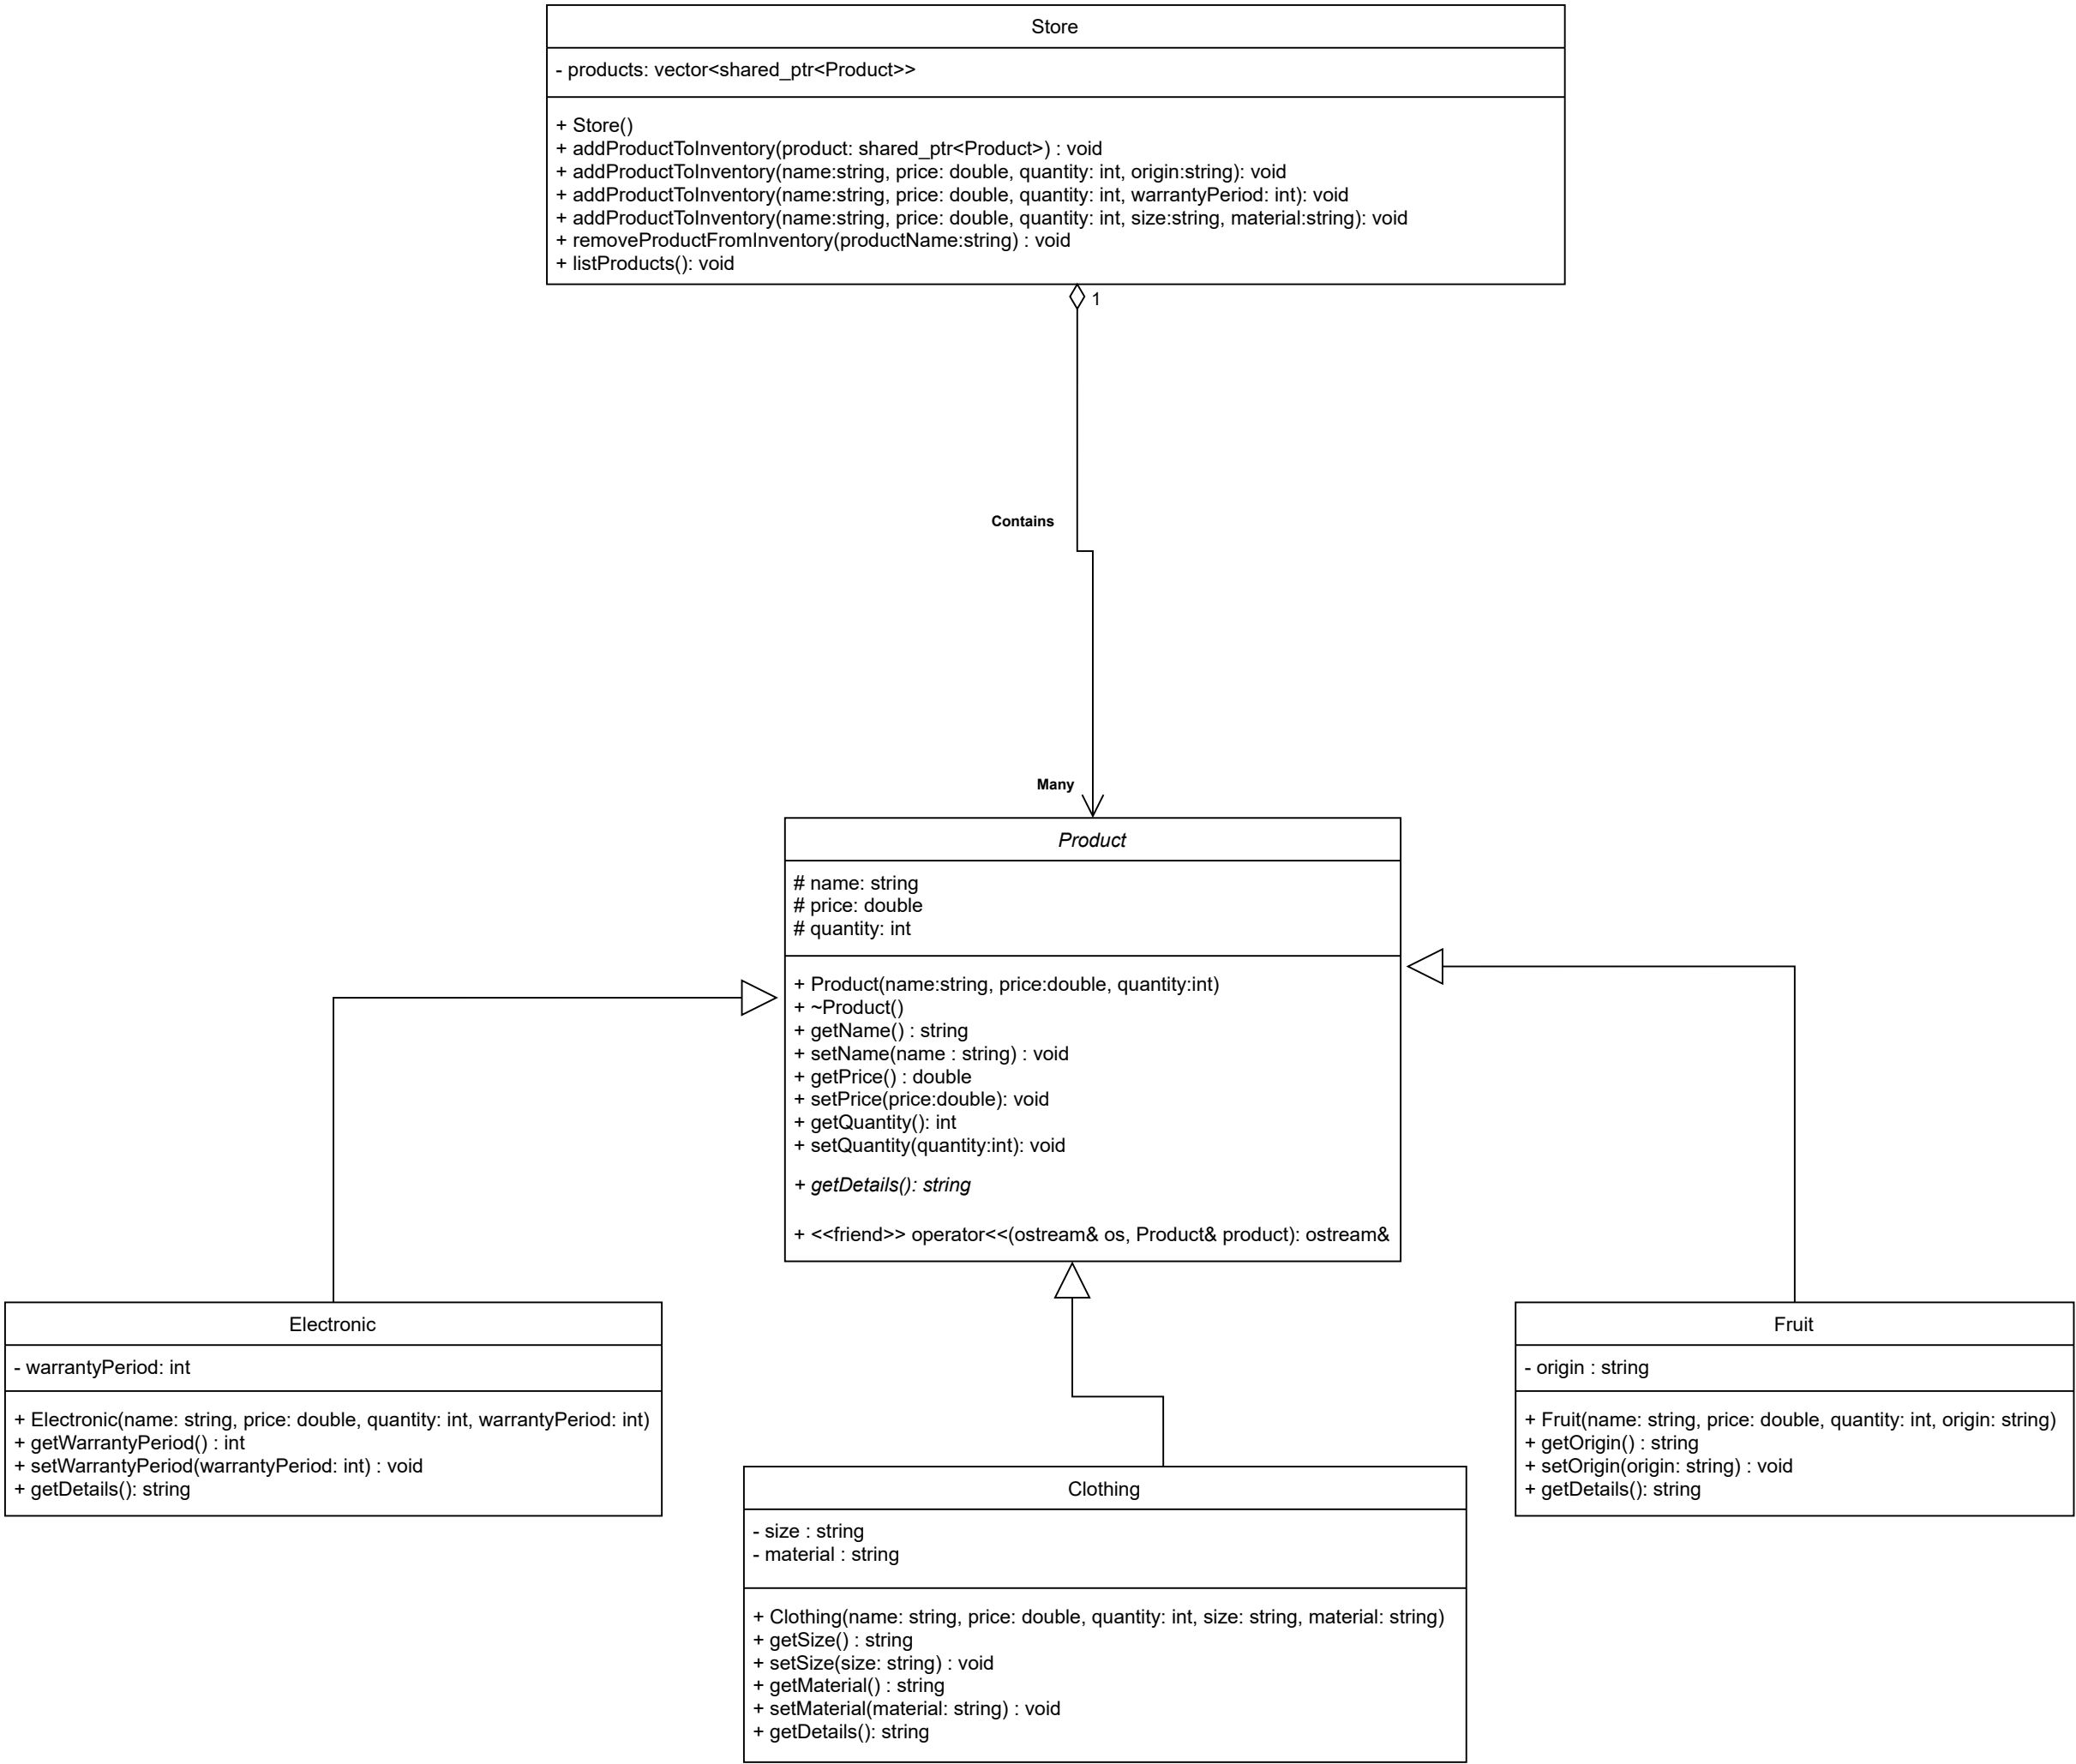 Store
- products: vector<shared_ptr<Product>>
+ Store()
+ addProductToInventory(product: shared_ptr<Product>) : void
+ addProductToInventory(name:string, price: double, quantity: int, origin:string): void
+ addProductToInventory(name:string, price: double, quantity: int, warrantyPeriod: int): void
+ addProductToInventory(name:string, price: double, quantity: int, size:string, material:string): void
+ removeProductFromInventory(productName:string) : void
+ listProducts(): void
1
Contains
Many
Product
# name: string
# price: double
# quantity: int
+ Product(name:string, price:double, quantity:int)
+ ~Product()
+ getName() : string
+ setName(name : string) : void
+ getPrice() : double
+ setPrice(price:double): void
+ getQuantity(): int
+ setQuantity(quantity:int): void
+ getDetails(): string
+ <<friend>> operator<<(ostream& os, Product& product): ostream&
Electronic
- warrantyPeriod: int
+ Electronic(name: string, price: double, quantity: int, warrantyPeriod: int)
+ getWarrantyPeriod() : int
+ setWarrantyPeriod(warrantyPeriod: int) : void
+ getDetails(): string
Clothing
- size : string
- material : string
+ Clothing(name: string, price: double, quantity: int, size: string, material: string)
+ getSize() : string
+ setSize(size: string) : void
+ getMaterial() : string
+ setMaterial(material: string) : void
+ getDetails(): string
Fruit
- origin : string
+ Fruit(name: string, price: double, quantity: int, origin: string)
+ getOrigin() : string
+ setOrigin(origin: string) : void
+ getDetails(): string